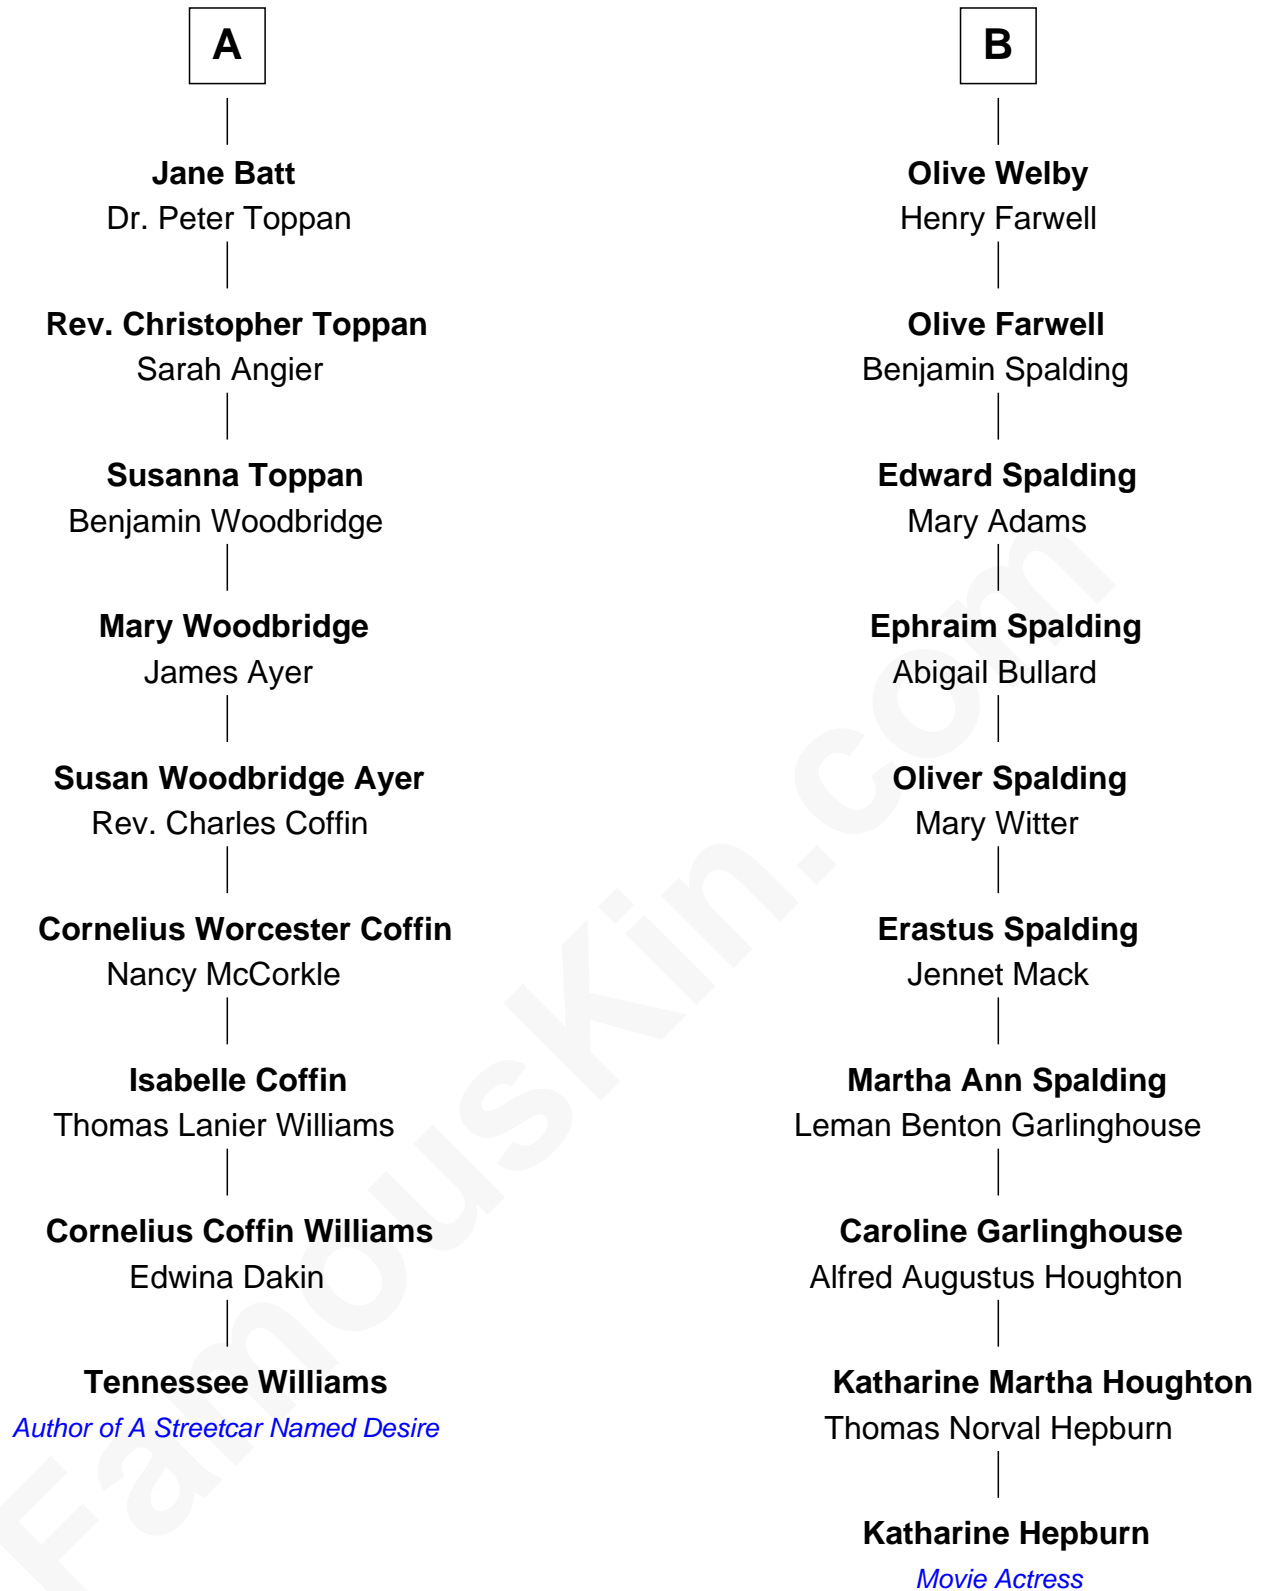 A
Jane Batt
Dr. Peter Toppan
Rev. Christopher Toppan
Sarah Angier
Susanna Toppan
Benjamin Woodbridge
Mary Woodbridge
James Ayer
Susan Woodbridge Ayer
Rev. Charles Coffin
Cornelius Worcester Coffin
Nancy McCorkle
Isabelle Coffin
Thomas Lanier Williams
Cornelius Coffin Williams
Edwina Dakin
Tennessee Williams
Author of A Streetcar Named Desire
B
Olive Welby
Henry Farwell
Olive Farwell
Benjamin Spalding
Edward Spalding
Mary Adams
Ephraim Spalding
Abigail Bullard
Oliver Spalding
Mary Witter
Erastus Spalding
Jennet Mack
Martha Ann Spalding
Leman Benton Garlinghouse
Caroline Garlinghouse
Alfred Augustus Houghton
Katharine Martha Houghton
Thomas Norval Hepburn
Katharine Hepburn
Movie Actress
FamousKin.com